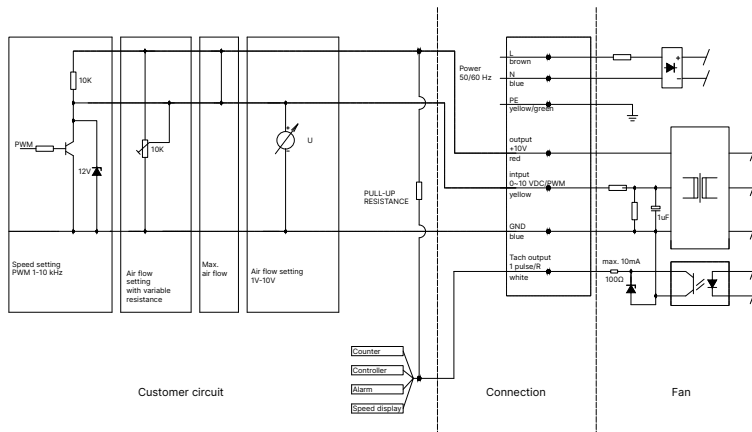 L
brown
Power
50/60 Hz
N
blue
PE
yellow/green
10K
PWM
12V
10K
U
+
-
output
+10V
red
PULL-UP
RESISTANCE
intput
0~10 VDC/PWM
yellow
1uF
GND
blue
Speed setting
PWM 1-10 kHz
Air flow
setting
with variable
resistance
Max.
air flow
Air flow setting
1V-10V
Tach output
1 pulse/R
white
max. 10mA
100Ω
+
-
Counter
Controller
Alarm
Speed display
Customer circuit
Connection
Fan